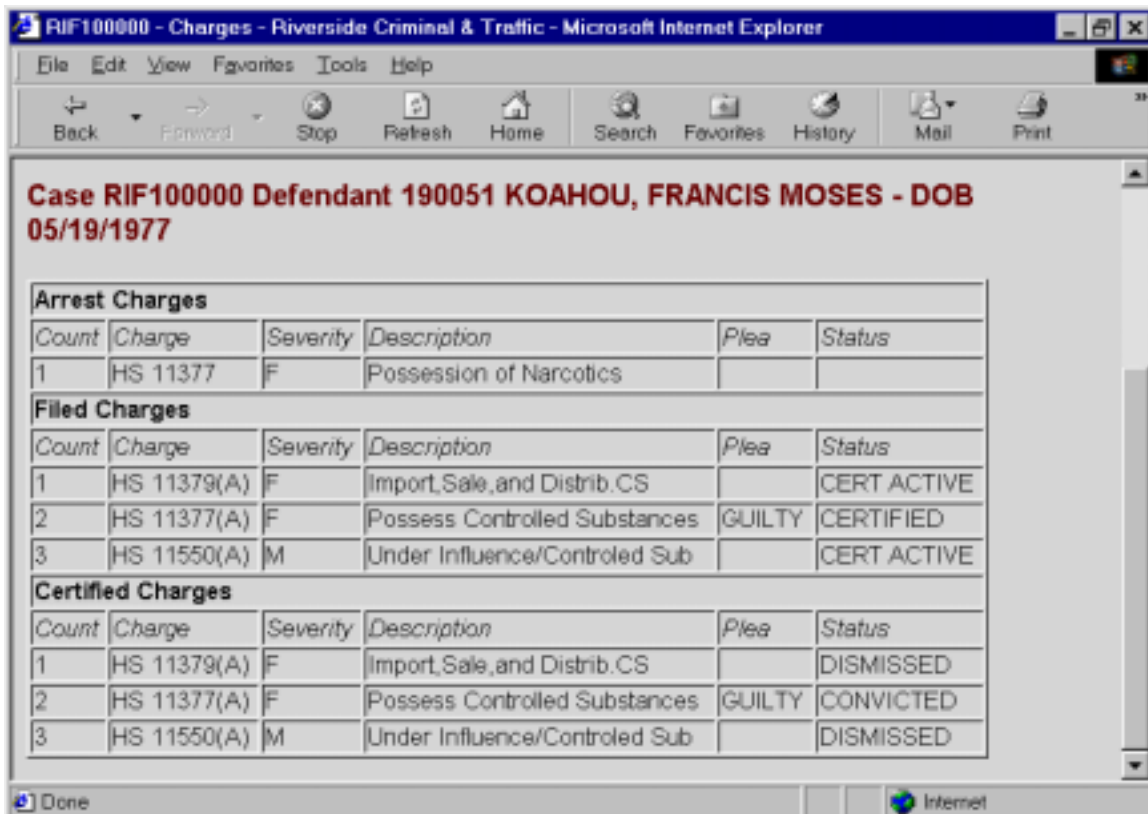 RIF100000 - Charges - Riverside Criminal & Traffic - Microsoft Internet Explorer
File Edit View Favorites Tools Help
Back Forward Stop Refresh Home Search Favorites History Mail Print »
Case RIF100000 Defendant 190051 KOAHOU, FRANCIS MOSES - DOB
05/19/1977
Arrest Charges
Count Charge Severity Description Plea Status
1 HS 11377 F Possession of Narcotics
Filed Charges
Count Charge Severity Description Plea Status
1 HS 11379(A) F Import,Sale,and Distrib.CS CERT ACTIVE
2 HS 11377(A) F Possess Controlled Substances GUILTY CERTIFIED
3 HS 11550(A) M Under Influence/Controled Sub CERT ACTIVE
Certified Charges
Count Charge Severity Description Plea Status
1 HS 11379(A) F Import,Sale,and Distrib.CS DISMISSED
2 HS 11377(A) F Possess Controlled Substances GUILTY CONVICTED
3 HS 11550(A) M Under Influence/Controled Sub DISMISSED
Done Internet